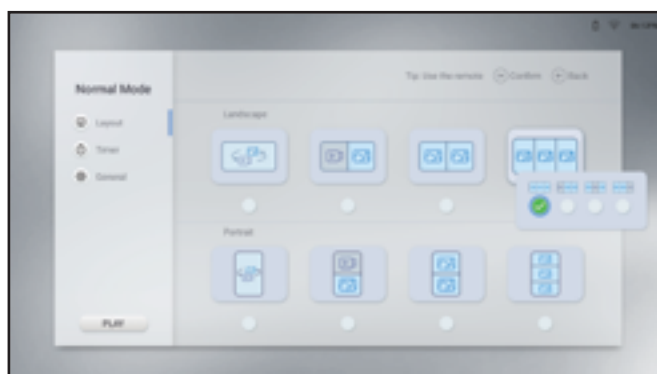 Tip: Use the remote Confirm Back
Normal Mode
Layout
Timer
General
Landscape
Portrait
PLAY